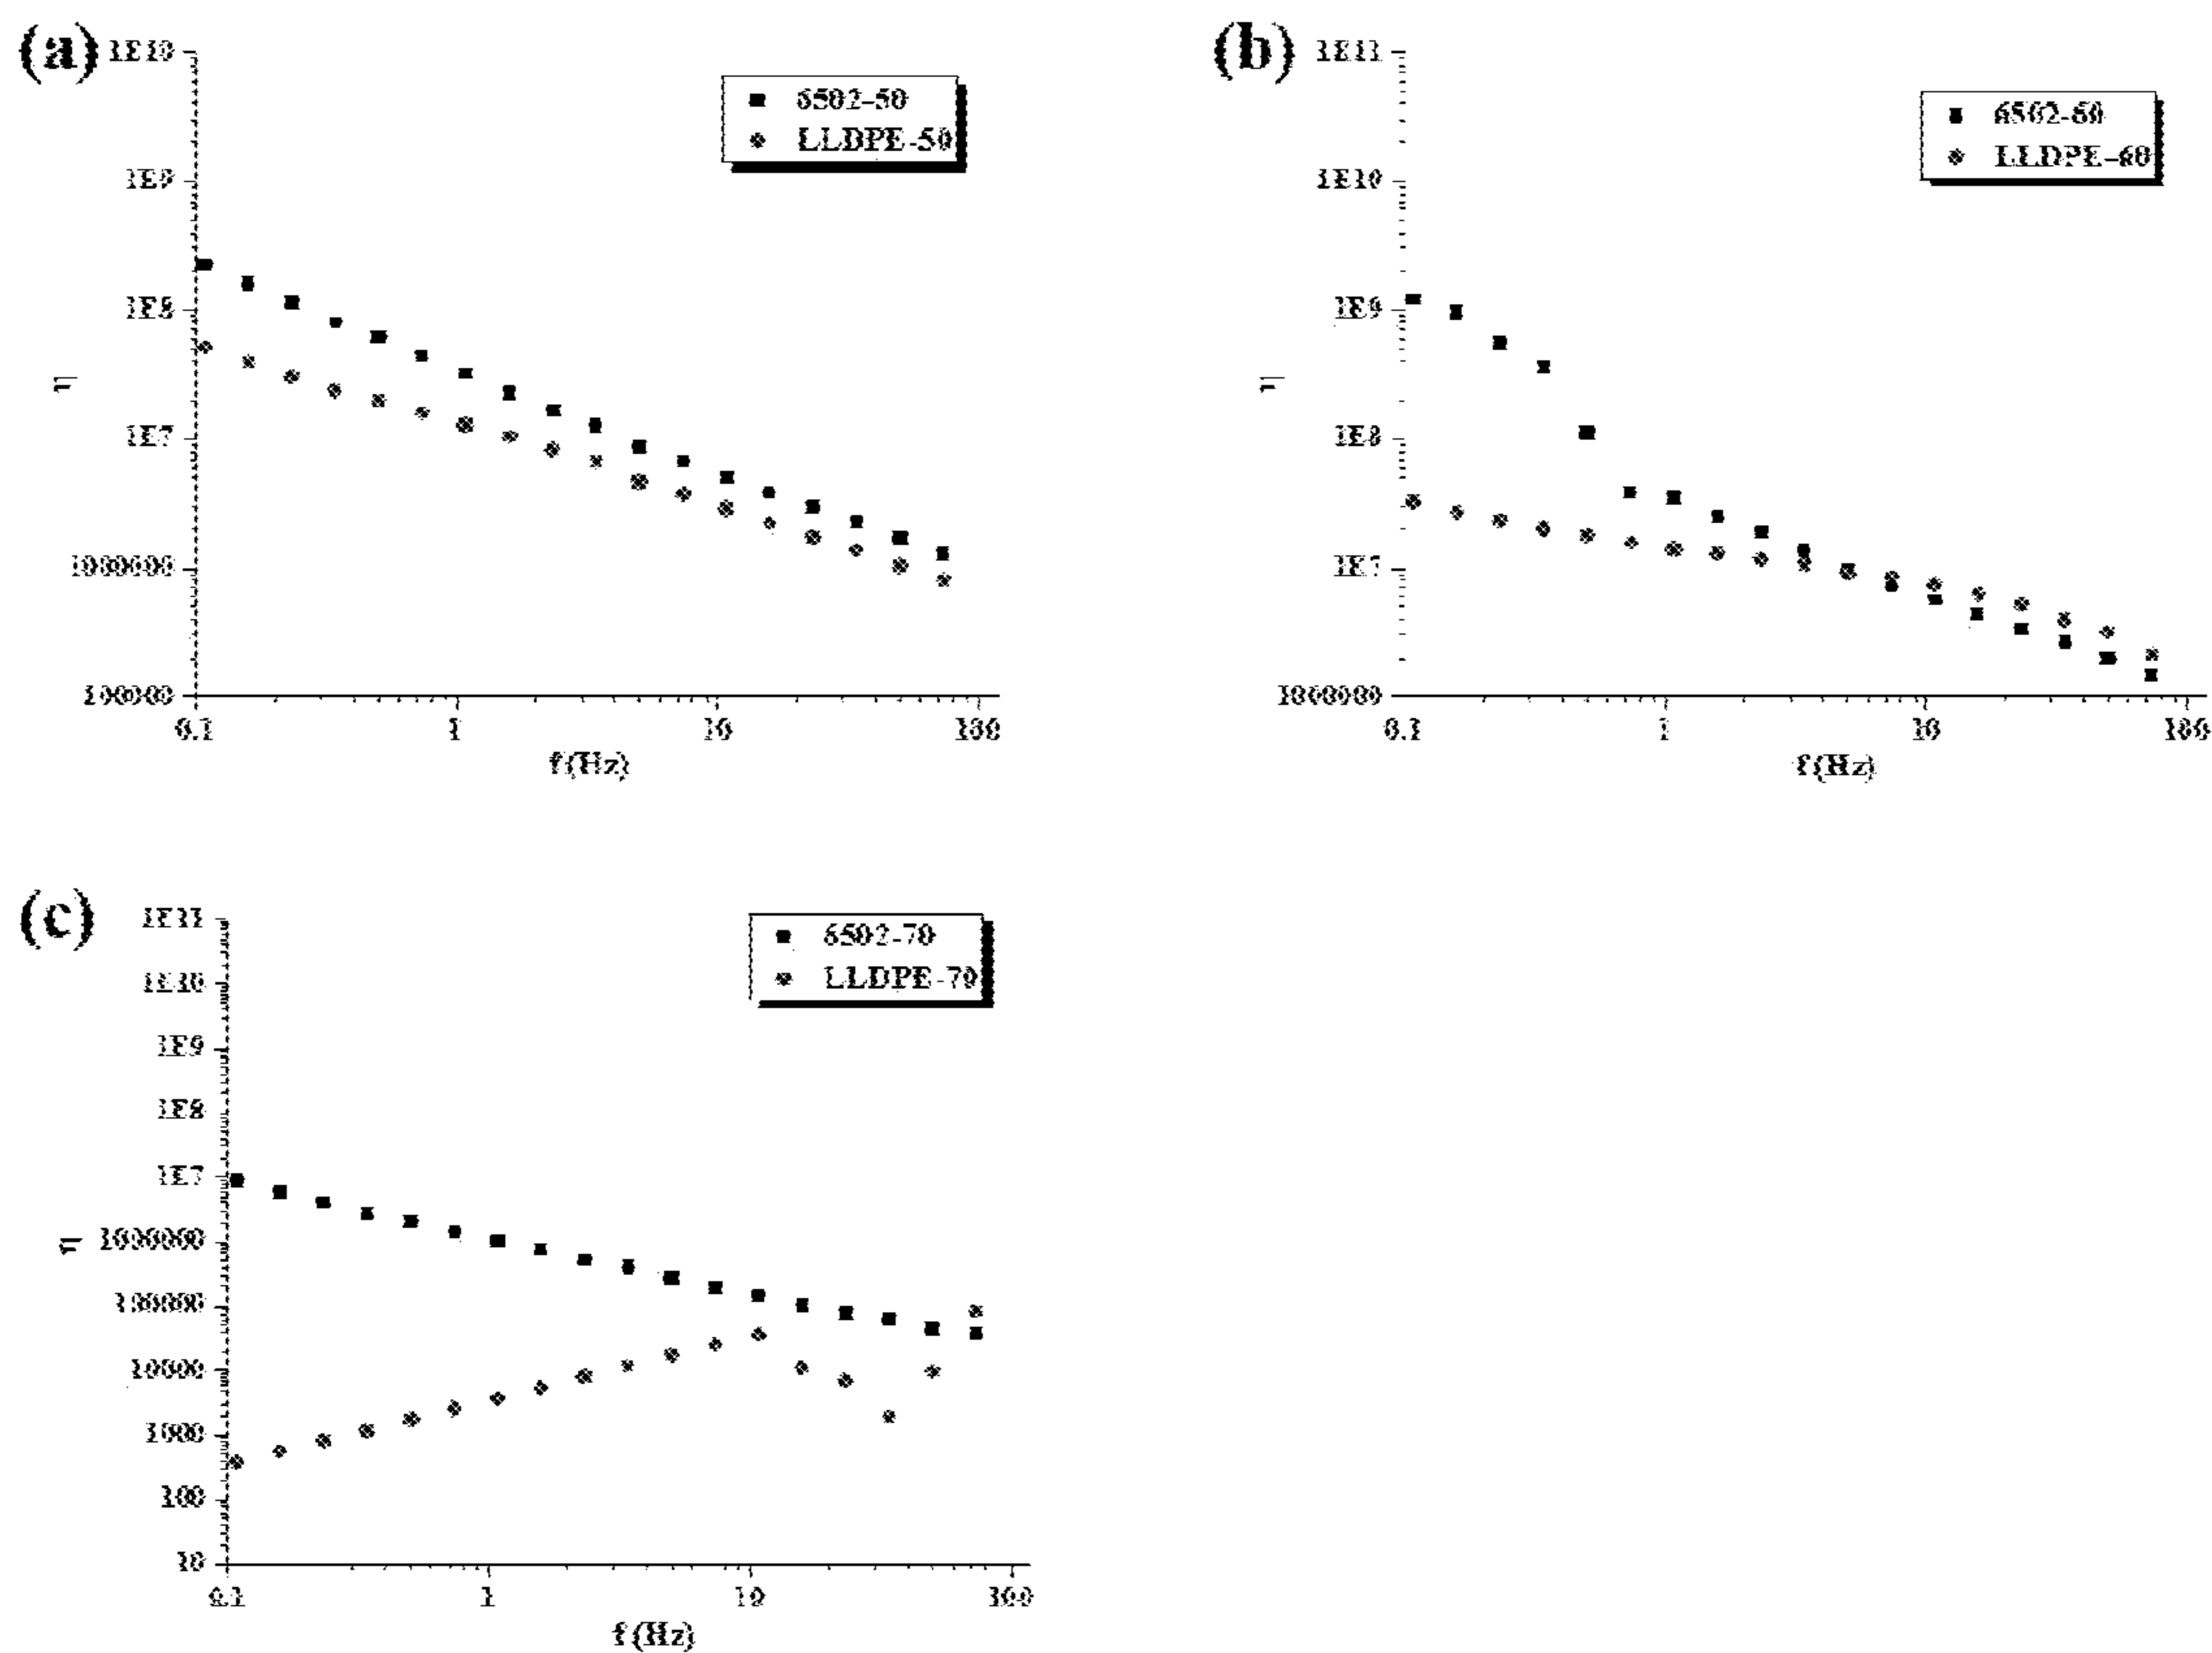 (a)
1E10
1E9
1E8
1E7
1000000
100000
η
6502-50
LLDPE-50
0.1 1 10 100
f(Hz)
(b)
1E11
1E10
1E9
1E8
1E7
1000000
η
6502-60
LLDPE-60
0.1 1 10 100
f(Hz)
(c)
1E11
1E10
1E9
1E8
1E7
1000000
100000
10000
1000
100
10
η
6502-70
LLDPE-70
0.1 1 10 100
f(Hz)